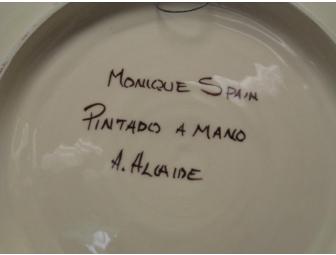 MONIQUE SPAIN
PINTADO A MANO
A. ALCAIDE